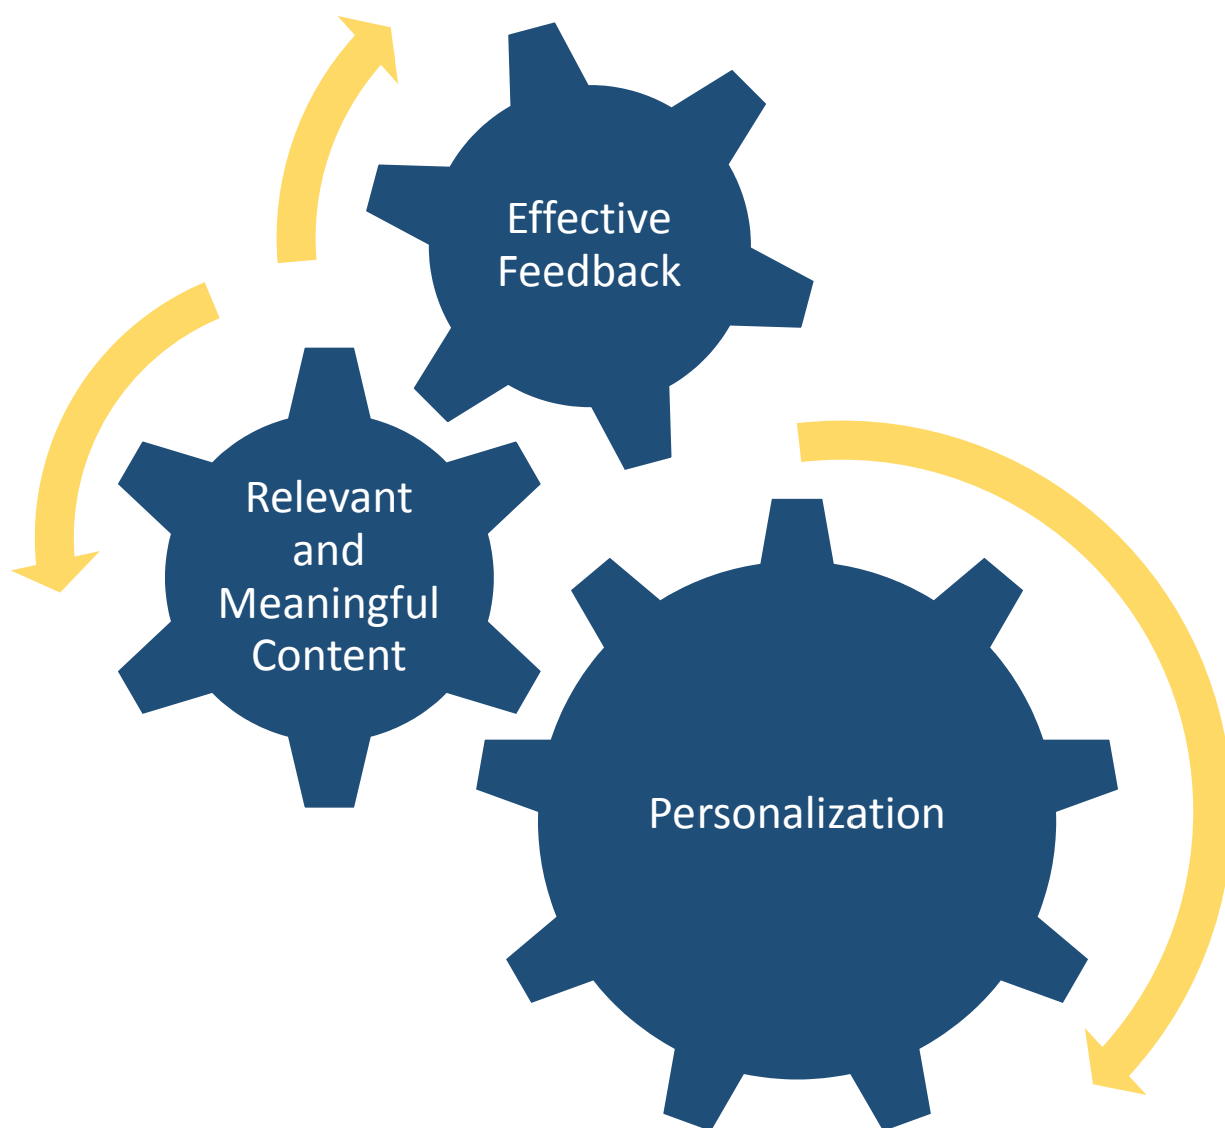 Effective
Feedback
Relevant
and
Meaningful
Content
Personalization